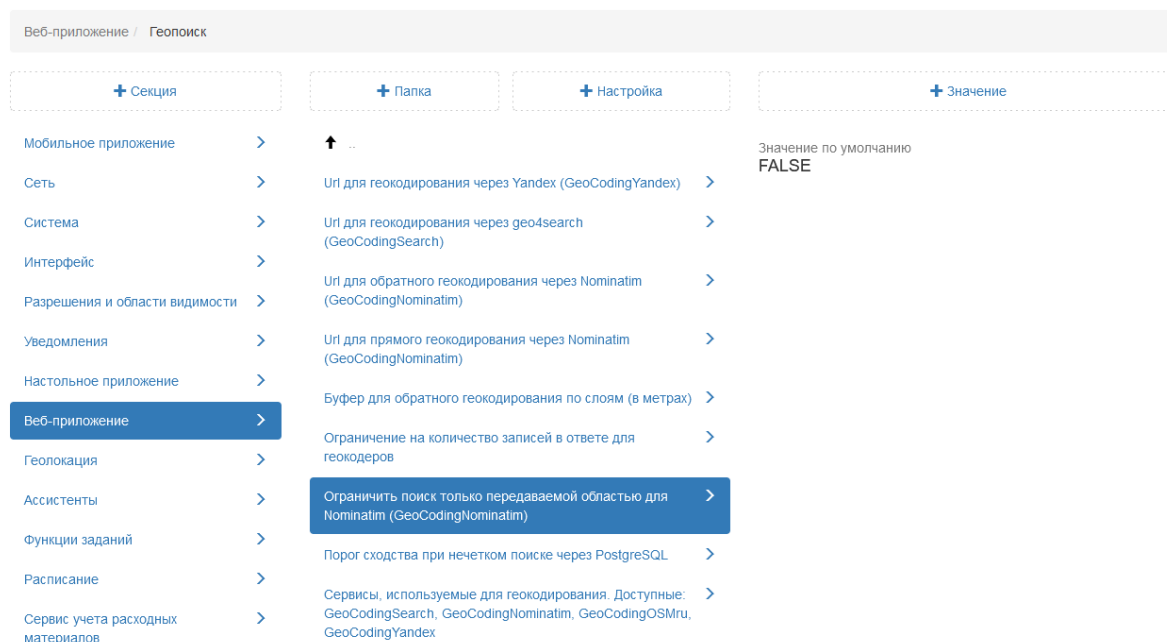 Веб-приложение / Геопоиск
+ Секция
+ Папка
+ Настройка
+ Значение
Мобильное приложение
Сеть
Система
Интерфейс
Разрешения и области видимости
Уведомления
Настольное приложение
Веб-приложение
Геолокация
Ассистенты
Функции заданий
Расписание
Сервис учета расходных
материалов
..
Url для геокодирования через Yandex (GeoCodingYandex)
Url для геокодирования через geo4search
(GeoCodingSearch)
Url для обратного геокодирования через Nominatim
(GeoCodingNominatim)
Url для прямого геокодирования через Nominatim
(GeoCodingNominatim)
Буфер для обратного геокодирования по слоям (в метрах)
Ограничение на количество записей в ответе для
геокодеров
Ограничить поиск только передаваемой областью для
Nominatim (GeoCodingNominatim)
Порог сходства при нечетком поиске через PostgreSQL
Сервисы, используемые для геокодирования. Доступные:
GeoCodingSearch, GeoCodingNominatim, GeoCodingOSMru,
GeoCodingYandex
Значение по умолчанию
FALSE